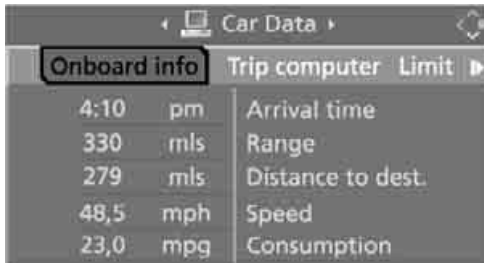 Car Data
Onboard info Trip computer Limit
4:10 pm Arrival time
330 mls Range
279 mls Distance to dest.
48,5 mph Speed
23,0 mpg Consumption